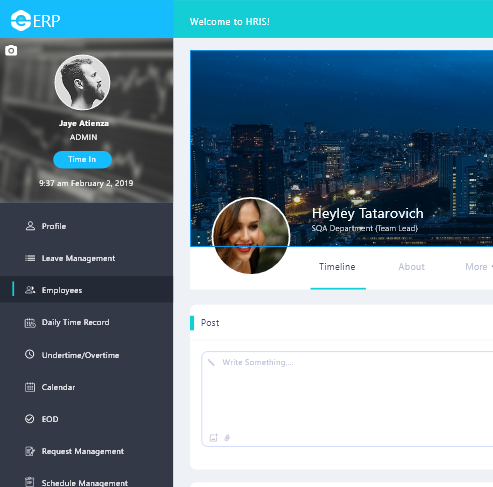 ERP
Welcome to HRIS!
Jaye Atienza
ADMIN
Time In
9:37 am February 2, 2019
Profile
Leave Management
Employees
Daily Time Record
Undertime/Overtime
Calendar
EOD
Request Management
Schedule Management
Heyley Tatarovich
SQA Department (Team Lead)
Timeline About More
Post
Write Something....